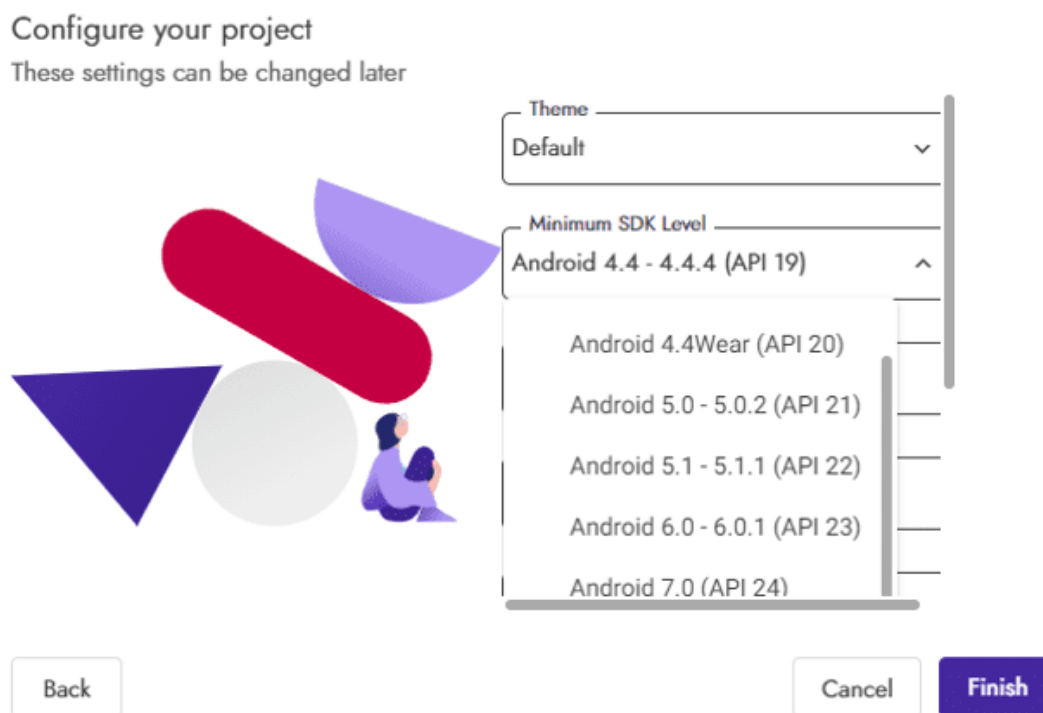 Configure your project
These settings can be changed later
Theme
Default
Minimum SDK Level
Android 4.4 - 4.4.4 (API 19)
Android 4.4Wear (API 20)
Android 5.0 - 5.0.2 (API 21)
Android 5.1 - 5.1.1 (API 22)
Android 6.0 - 6.0.1 (API 23)
Android 7.0 (API 24)
Back
Cancel
Finish